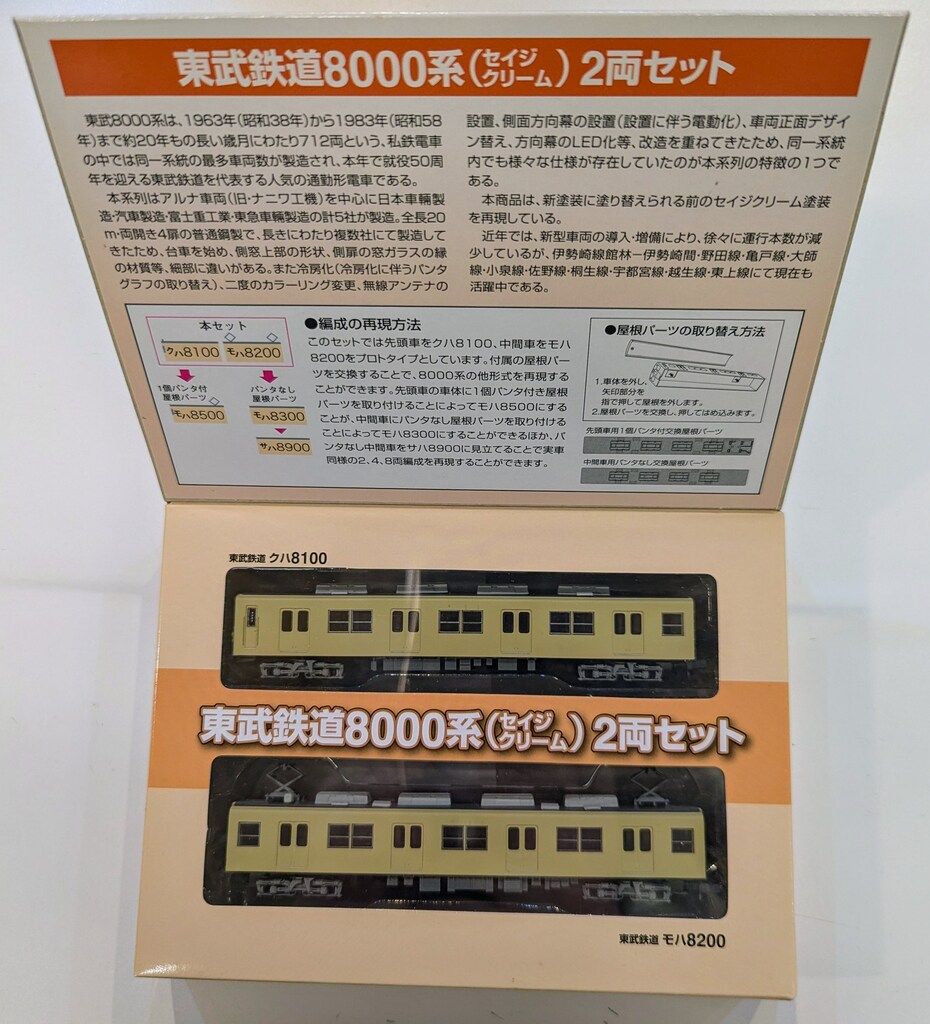 東武鉄道8000系(セイジクリーム)2両セット
東武8000系は、1963年(昭和38年)から1983年(昭和58
年)まで約20年もの長い歳月にわたり712両という、私鉄電車
の中では同一系統の最多車両数が製造され、本年で就役50周
年を迎える東武鉄道を代表する人気の通勤形電車である。
本系列はアルナ車両(旧・ナニワ工機)を中心に日本車輛製
造・汽車製造・富士重工業・東急車輛製造の計5社が製造。全長20
m・両開き4扉の普通鋼製で、長きにわたり複数社にて製造して
きたため、台車を始め、側窓上部の形状、側扉の窓ガラスの縁
の材質等、細部に違いがある。また冷房化(冷房化に伴うパンタ
グラフの取り替え)、二度のカラーリング変更、無線アンテナの
設置、側面方向幕の設置(設置に伴う電動化)、車両正面デザイ
ン替え、方向幕のLED化等、改造を重ねてきたため、同一系統
内でも様々な仕様が存在していたのが本系列の特徴の1つで
ある。
本商品は、新塗装に塗り替えられる前のセイジクリーム塗装
を再現している。
近年では、新型車両の導入・増備により、徐々に運行本数が減
少しているが、伊勢崎線館林−伊勢崎間・野田線・亀戸線・大師
線・小泉線・佐野線・桐生線・宇都宮線・越生線・東上線にて現在も
活躍中である。
本セット
クハ8100 モハ8200
1個パンタ付
屋根パーツ
パンタなし
屋根パーツ
モハ8500 モハ8300
サハ8900
●編成の再現方法
このセットでは先頭車をクハ8100、中間車をモハ
8200をプロトタイプとしています。付属の屋根パー
ツを交換することで、8000系の他形式を再現する
ことができます。先頭車の車体に1個パンタ付き屋根
パーツを取り付けることによってモハ8500にする
ことが、中間車にパンタなし屋根パーツを取り付ける
ことによってモハ8300にすることができるほか、パ
ンタなし中間車をサハ8900に見立てることで実車
同様の2、4、8両編成を再現することができます。
●屋根パーツの取り替え方法
1.車体を外し、
矢印部分を
指で押して屋根を外します。
2.屋根パーツを交換し、押してはめ込みます。
先頭車用1個パンタ付交換屋根パーツ
中間車用パンタなし交換屋根パーツ
東武鉄道 クハ8100
東武鉄道8000系(セイジクリーム)2両セット
東武鉄道 モハ8200